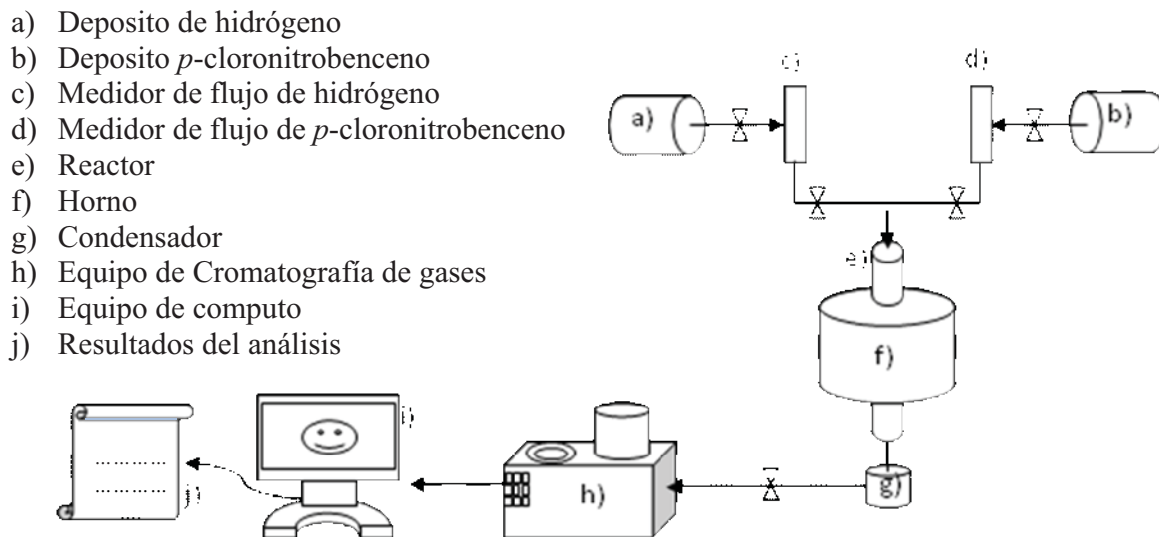 a) Deposito de hidrógeno
b) Deposito p-cloronitrobenceno
c) Medidor de flujo de hidrógeno
d) Medidor de flujo de p-cloronitrobenceno
e) Reactor
f) Horno
g) Condensador
h) Equipo de Cromatografía de gases
i) Equipo de computo
j) Resultados del análisis
c) d)
a) b)
e)
f)
g)
h)
i)
j)